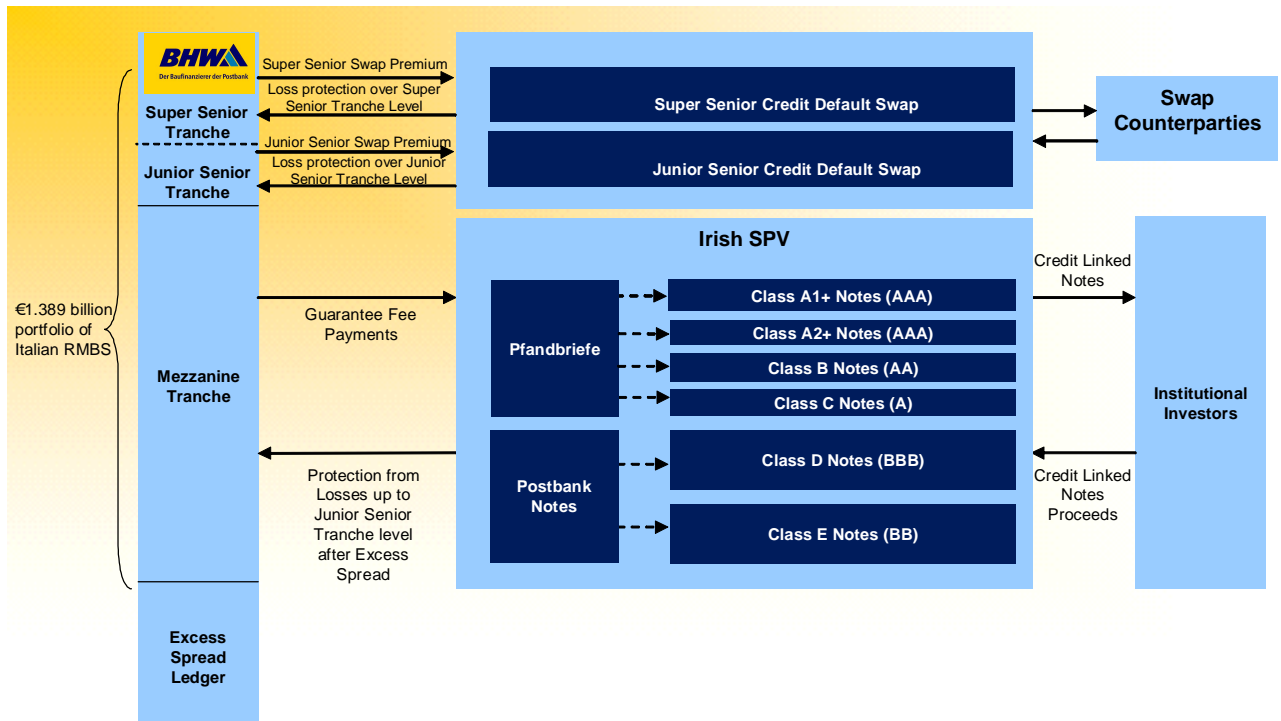 BHW
Der Baufinanzierer der Postbank
Super Senior
Tranche
Junior Senior
Tranche
Mezzanine
Tranche
Excess
Spread
Ledger
€1.389 billion
portfolio of
Italian RMBS
Super Senior Swap Premium
Loss protection over Super
Senior Tranche Level
Junior Senior Swap Premium
Loss protection over Junior
Senior Tranche Level
Guarantee Fee
Payments
Protection from
Losses up to
Junior Senior
Tranche level
after Excess
Spread
Super Senior Credit Default Swap
Junior Senior Credit Default Swap
Swap
Counterparties
Irish SPV
Pfandbriefe
Class A1+ Notes (AAA)
Class A2+ Notes (AAA)
Class B Notes (AA)
Class C Notes (A)
Postbank
Notes
Class D Notes (BBB)
Class E Notes (BB)
Credit Linked
Notes
Credit Linked
Notes
Proceeds
Institutional
Investors